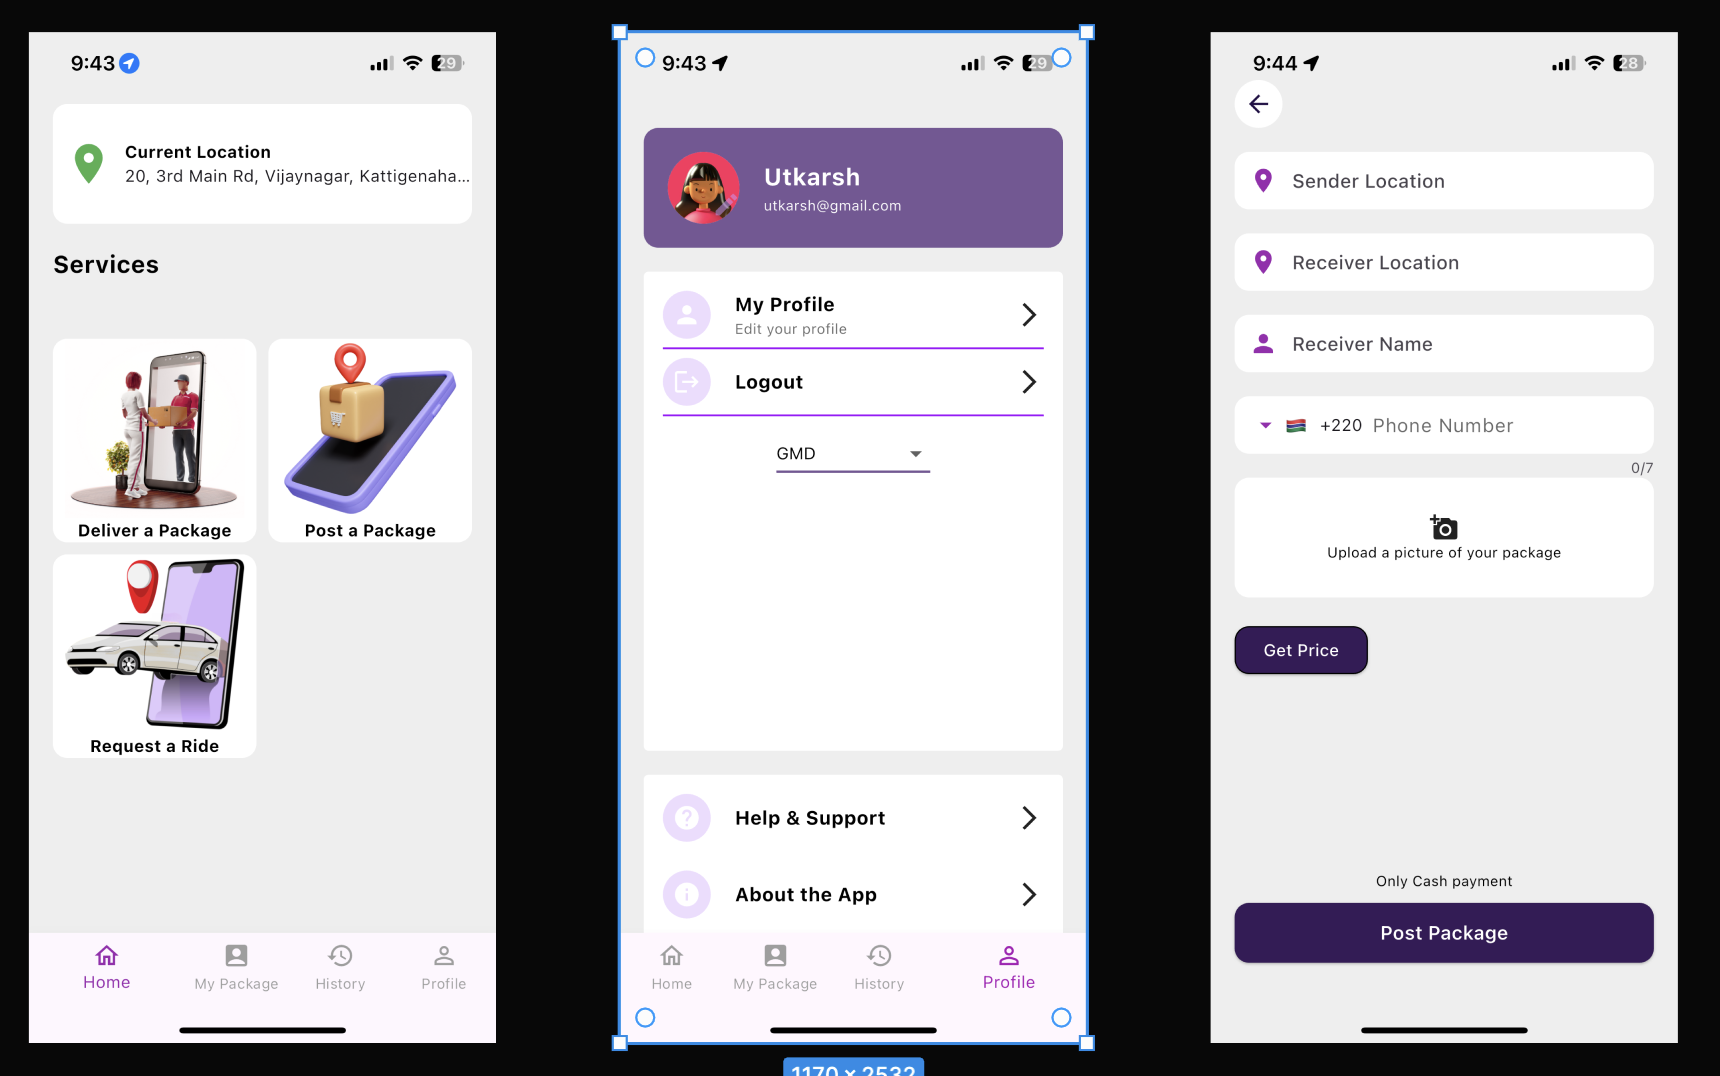 9:43
29
Current Location
20, 3rd Main Rd, Vijaynagar, Kattigenaha...
Services
Deliver a Package
Post a Package
Request a Ride
Home
My Package
History
Profile
9:43
29
Utkarsh
utkarsh@gmail.com
My Profile
Edit your profile
Logout
GMD
Help & Support
About the App
Home
My Package
History
Profile
1170 × 2532
9:44
28
Sender Location
Receiver Location
Receiver Name
+220 Phone Number
0/7
Upload a picture of your package
Get Price
Only Cash payment
Post Package